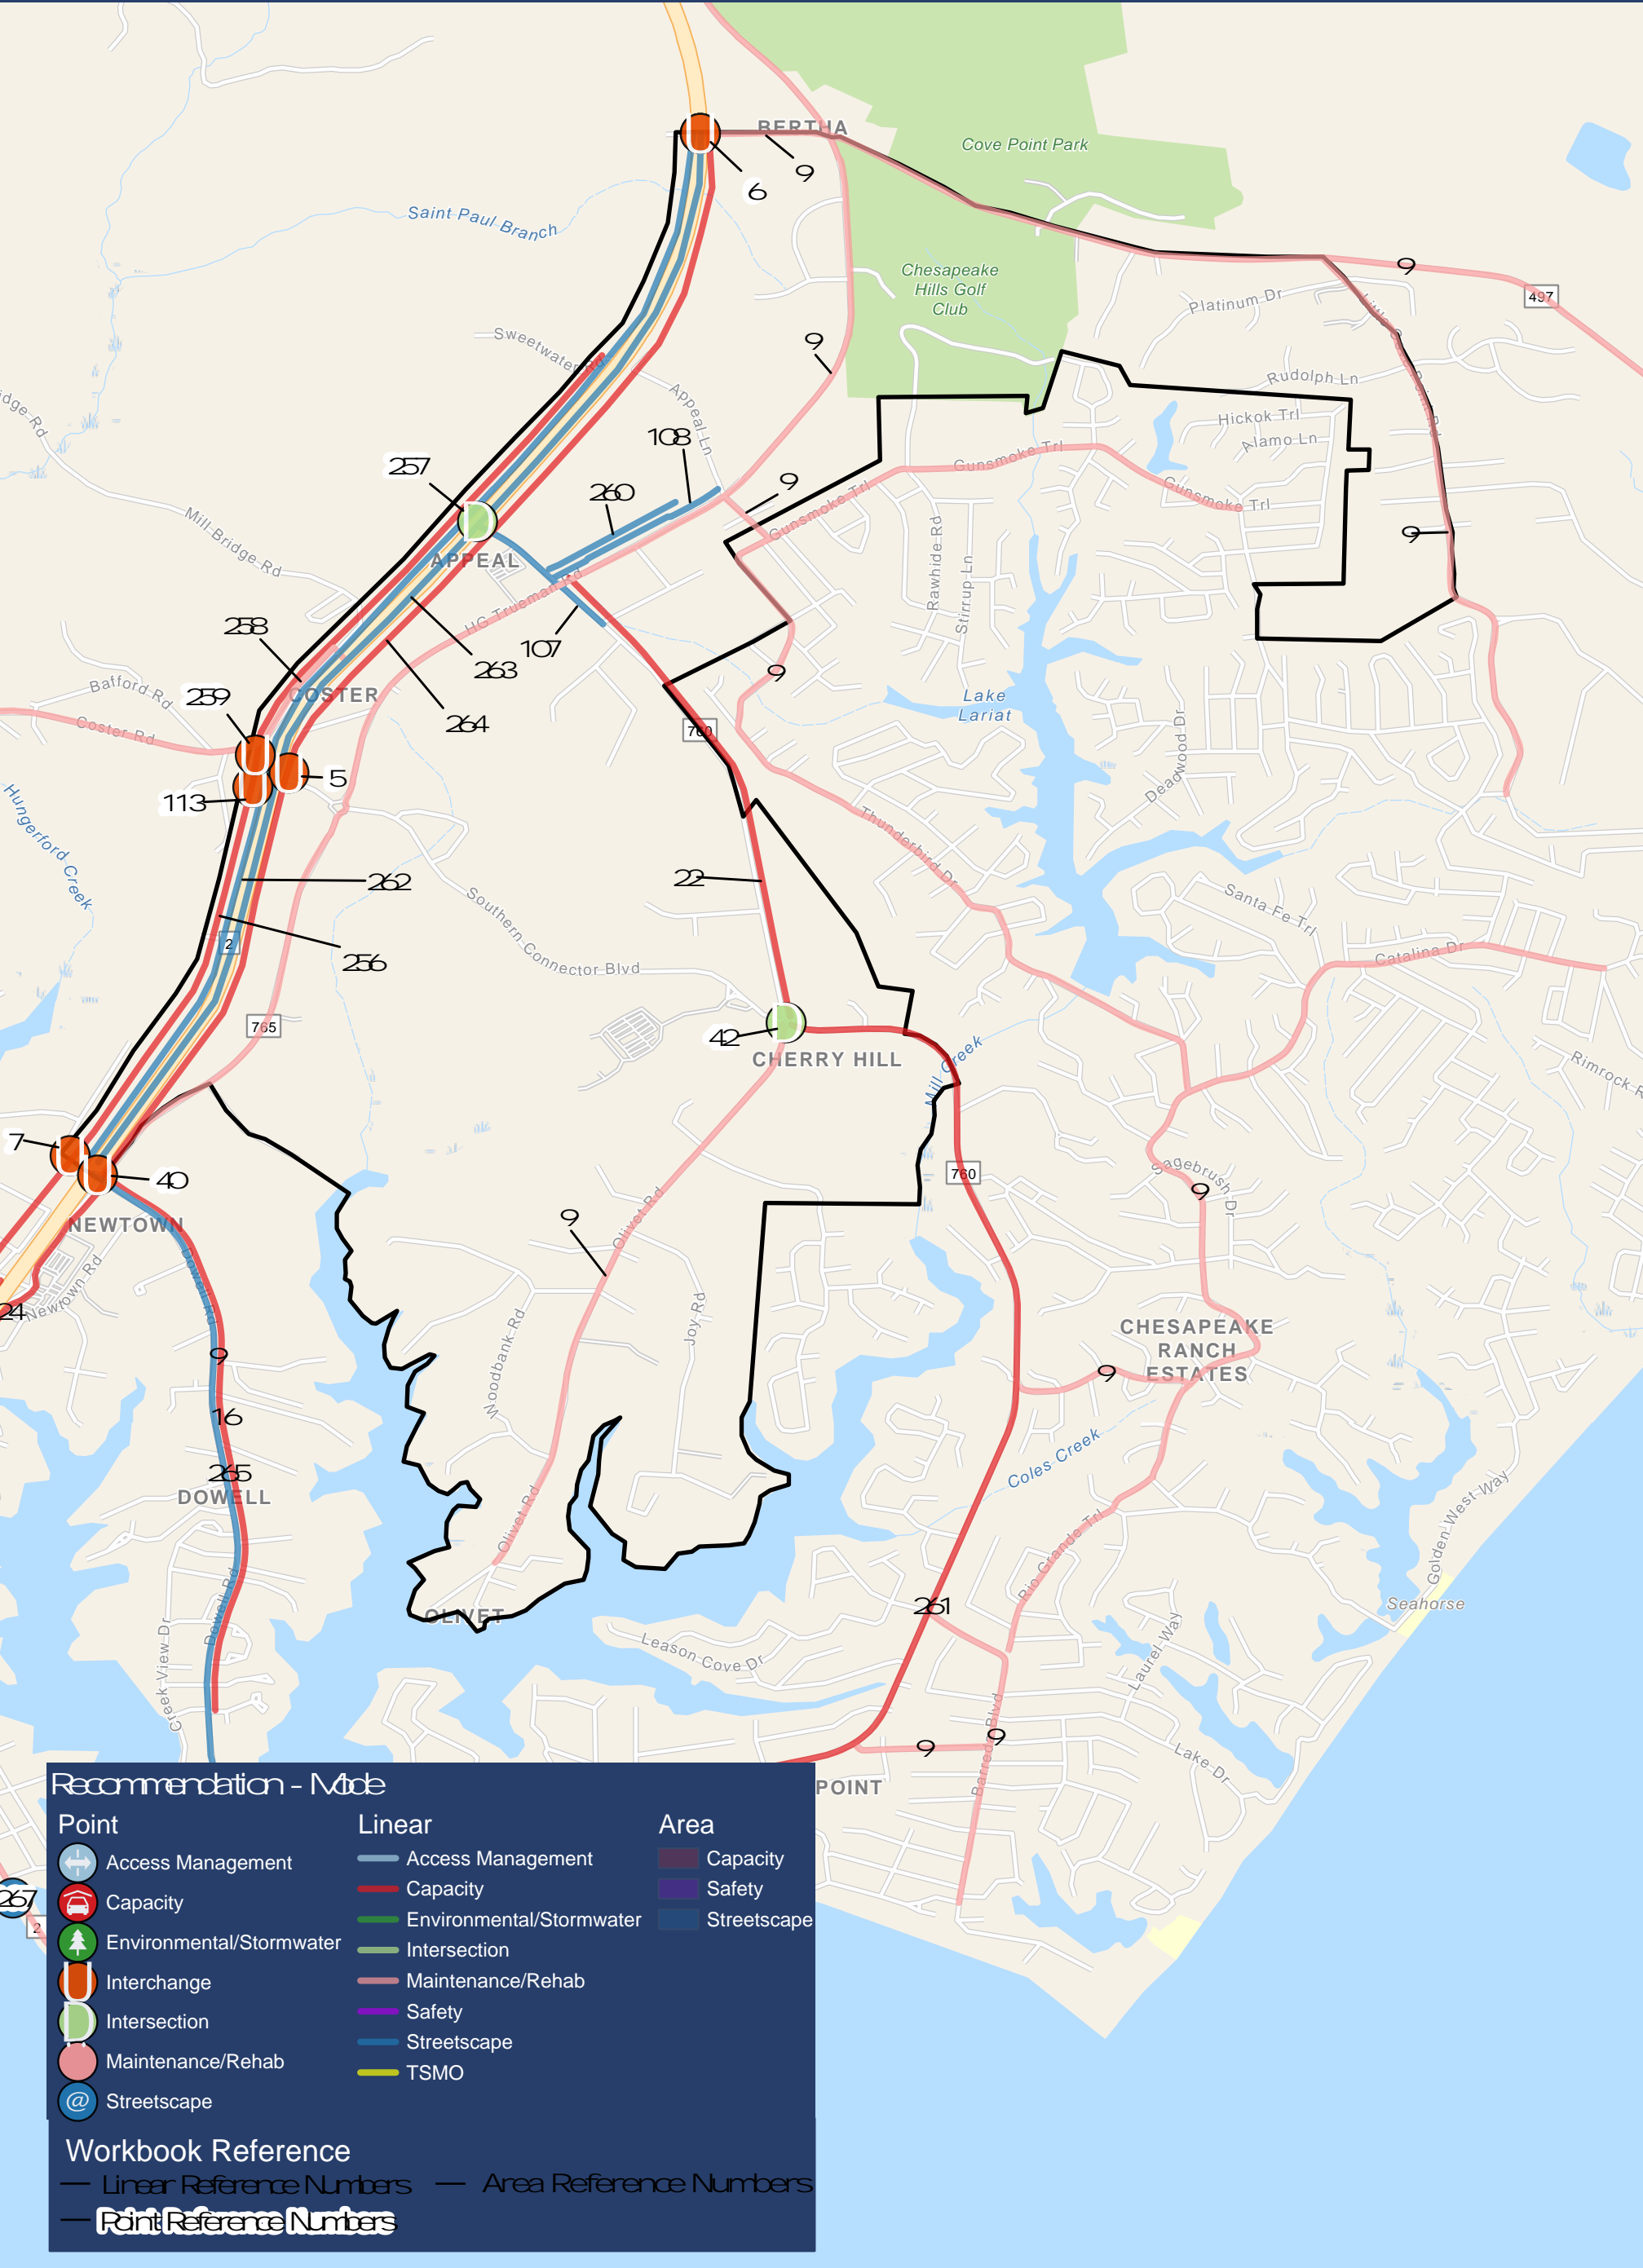 BERTHA
Cove Point Park
9
6
Saint Paul Branch
9
497
Chesapeake
Hills Golf
Club
Platinum Dr
Sweetwater Rd
9
Rudolph Ln
Appeal Ln
Hickok Trl
Alamo Ln
108
Gunsmoke Trl
257
260
9
Gunsmoke Trl
Gunsmoke Trl
Mill Bridge Rd
9
APPEAL
Rawhide Rd
Stirrup Ln
HG Trueman Rd
258
107
263
9
Bafford Rd
259
COSTER
Lake
Lariat
264
Coster Rd
760
Deadwood Dr
5
113
Hungerford Creek
Thunderbird Dr
22
262
Santa Fe Trl
Southern Connector Blvd
2
256
Catalina Dr
765
42
CHERRY HILL
Mill Creek
7
40
760
Sagebrush Dr
9
NEWTOWN
9
Olivet Rd
Dowell Rd
Newtown Rd
24
Woodbank Rd
Joy Rd
CHESAPEAKE
RANCH
ESTATES
9
9
16
Coles Creek
265
DOWELL
Golden West Way
Olivet Rd
Rio Grande Trl
Dowell Rd
261
Seahorse
OLIVET
Creek View Dr
Leason Cove Dr
Laurel Way
9
9
Barreda Blvd
Lake Dr
POINT
Recommendation - Mode
Point
Linear
Area
Access Management
Access Management
Capacity
Capacity
Capacity
Safety
Environmental/Stormwater
Environmental/Stormwater
Streetscape
Interchange
Intersection
Intersection
Maintenance/Rehab
Maintenance/Rehab
Safety
Streetscape
Streetscape
TSMO
267
2
Workbook Reference
Linear Reference Numbers
Area Reference Numbers
Point Reference Numbers